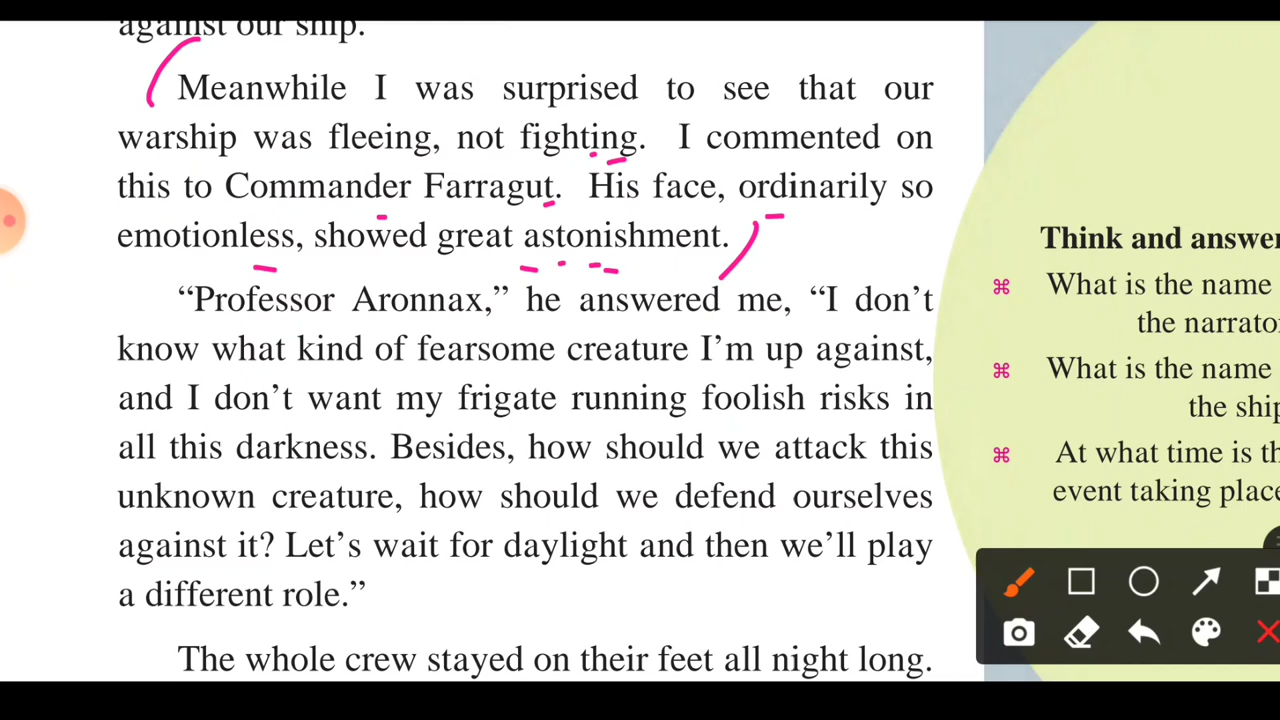 against our ship.
Meanwhile I was surprised to see that our
warship was fleeing, not fighting. I commented on
this to Commander Farragut. His face, ordinarily so
emotionless, showed great astonishment.
“Professor Aronnax,” he answered me, “I don’t
know what kind of fearsome creature I’m up against,
and I don’t want my frigate running foolish risks in
all this darkness. Besides, how should we attack this
unknown creature, how should we defend ourselves
against it? Let’s wait for daylight and then we’ll play
a different role.”
The whole crew stayed on their feet all night long.
Think and answer
⌘ What is the name
the narrato
⌘ What is the name
the ship
⌘ At what time is th
event taking place